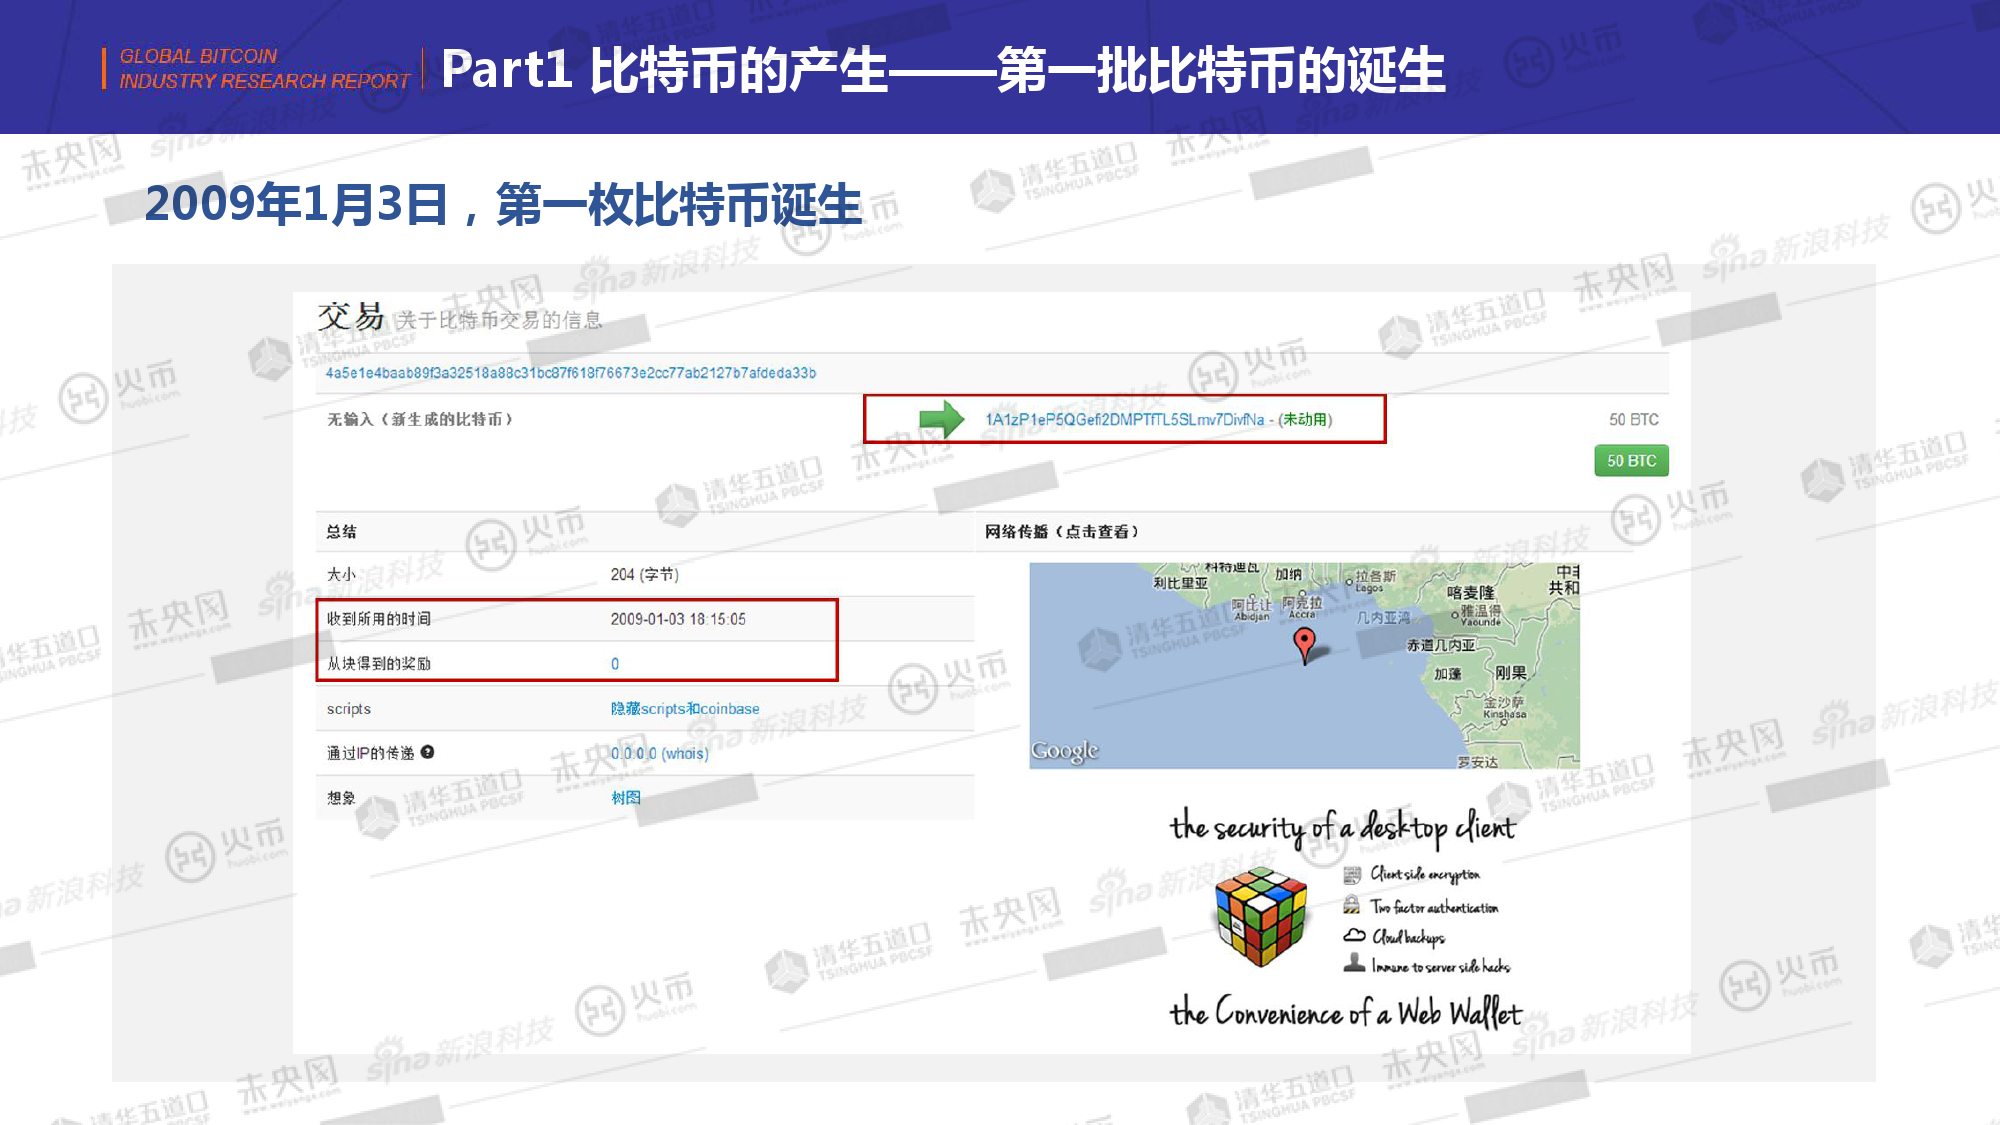 GLOBAL BITCOIN
INDUSTRY RESEARCH REPORT
Part1 比特币的产生——第一批比特币的诞生
2009年1月3日，第一枚比特币诞生
交易 关于比特币交易的信息
4a5e1e4baab89f3a32518a88c31bc87f618f76673e2cc77ab2127b7afdeda33b
无输入（新生成的比特币）
1A1zP1eP5QGefi2DMPTfTL5SLmv7DivfNa - (未动用)
50 BTC
50 BTC
总结
网络传播（点击查看）
大小 204 (字节)
收到所用的时间 2009-01-03 18:15:05
从块得到的奖励 0
scripts 隐藏scripts和coinbase
通过IP的传递 0.0.0.0 (whois)
想象 树图
科特迪瓦
利比里亚
加纳
拉各斯
Lagos
中非
共和
喀麦隆
阿比让
Abidjan
阿克拉
Accra
几内亚湾
雅温得
Yaounde
赤道几内亚
加蓬
刚果
金沙萨
Kinshasa
罗安达
Google
the security of a desktop client
Client side encryption
Two factor authentication
Cloud backups
Immune to server side hacks
the Convenience of a Web Wallet
未央网
www.weiyangx.com
sina新浪科技
清华五道口
TSINGHUA PBCSF
火币
huobi.com